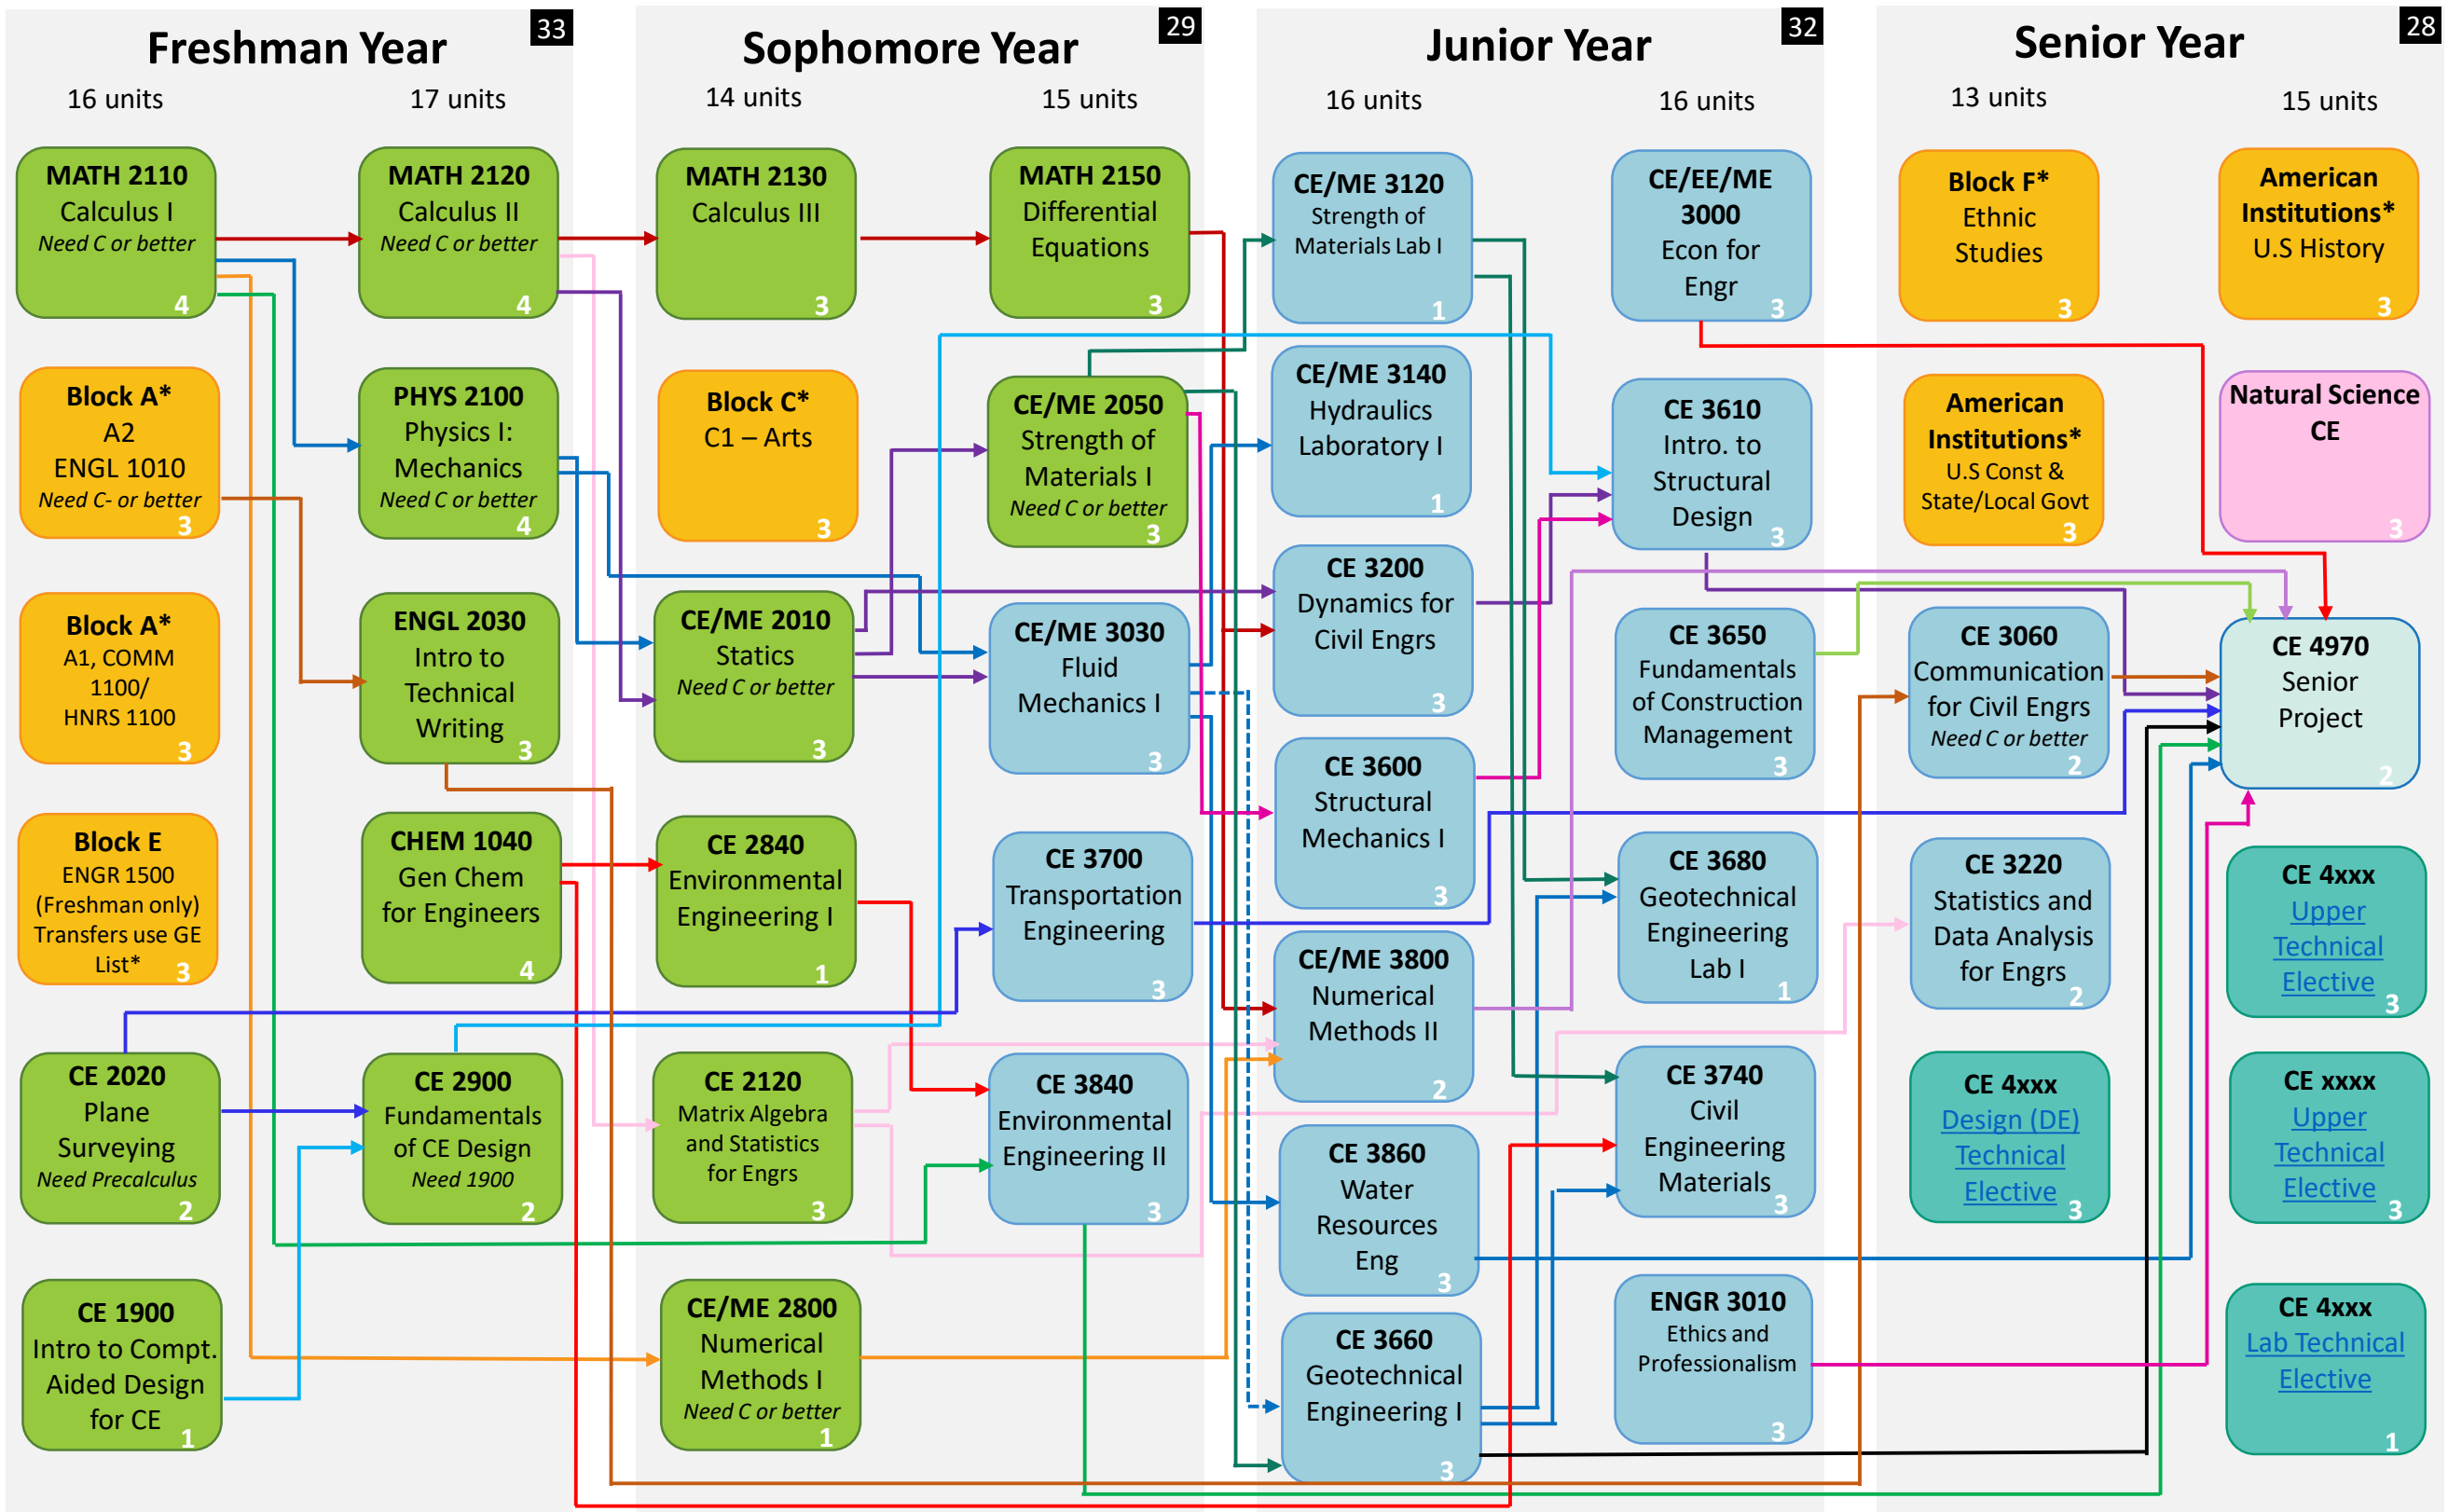 Freshman Year
33
16 units
17 units
MATH 2110
Calculus I
Need C or better
4
Block A*
A2
ENGL 1010
Need C- or better
3
Block A*
A1, COMM
1100/
HNRS 1100
3
Block E
ENGR 1500
(Freshman only)
Transfers use GE
List*
3
CE 2020
Plane
Surveying
Need Precalculus
2
CE 1900
Intro to Compt.
Aided Design
for CE
1
MATH 2120
Calculus II
Need C or better
4
PHYS 2100
Physics I:
Mechanics
Need C or better
4
ENGL 2030
Intro to
Technical
Writing
3
CHEM 1040
Gen Chem
for Engineers
4
CE 2900
Fundamentals
of CE Design
Need 1900
2
Sophomore Year
29
14 units
15 units
MATH 2130
Calculus III
3
Block C*
C1 – Arts
3
CE/ME 2010
Statics
Need C or better
3
CE 2840
Environmental
Engineering I
1
CE 2120
Matrix Algebra
and Statistics
for Engrs
3
CE/ME 2800
Numerical
Methods I
Need C or better
1
MATH 2150
Differential
Equations
3
CE/ME 2050
Strength of
Materials I
Need C or better
3
CE/ME 3030
Fluid
Mechanics I
3
CE 3700
Transportation
Engineering
3
CE 3840
Environmental
Engineering II
3
Junior Year
32
16 units
16 units
CE/ME 3120
Strength of
Materials Lab I
1
CE/ME 3140
Hydraulics
Laboratory I
1
CE 3200
Dynamics for
Civil Engrs
3
CE 3600
Structural
Mechanics I
3
CE/ME 3800
Numerical
Methods II
2
CE 3860
Water
Resources
Eng
3
CE 3660
Geotechnical
Engineering I
3
CE/EE/ME
3000
Econ for
Engr
3
CE 3610
Intro. to
Structural
Design
3
CE 3650
Fundamentals
of Construction
Management
3
CE 3680
Geotechnical
Engineering
Lab I
1
CE 3740
Civil
Engineering
Materials
3
ENGR 3010
Ethics and
Professionalism
3
Senior Year
28
13 units
15 units
Block F*
Ethnic
Studies
3
American
Institutions*
U.S Const &
State/Local Govt
3
CE 3060
Communication
for Civil Engrs
Need C or better
2
CE 3220
Statistics and
Data Analysis
for Engrs
2
CE 4xxx
Design (DE)
Technical
Elective
3
American
Institutions*
U.S History
3
Natural Science
CE
3
CE 4970
Senior
Project
2
CE 4xxx
Upper
Technical
Elective
3
CE xxxx
Upper
Technical
Elective
3
CE 4xxx
Lab Technical
Elective
1